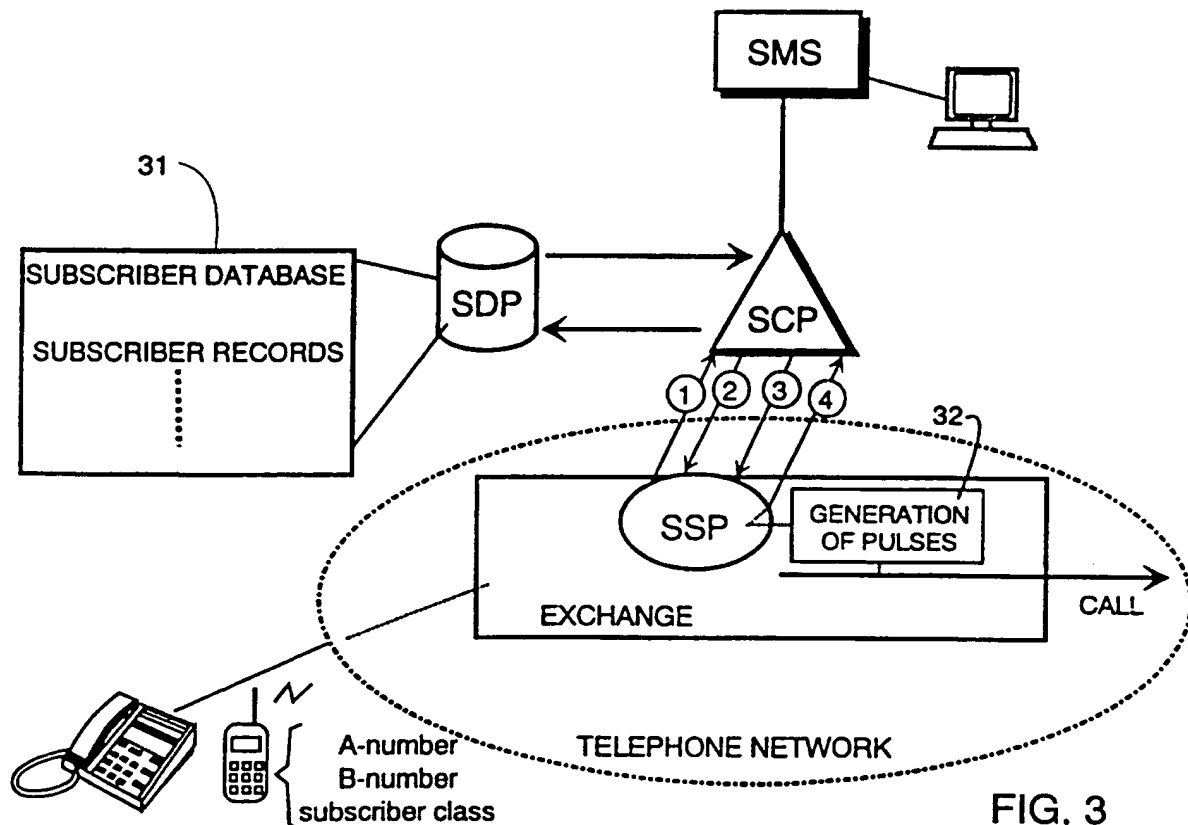 SMS
31
SUBSCRIBER DATABASE
SUBSCRIBER RECORDS
SDP
SCP
1
2
3
4
32
SSP
GENERATION
OF PULSES
EXCHANGE
CALL
A-number
B-number
subscriber class
TELEPHONE NETWORK
FIG. 3